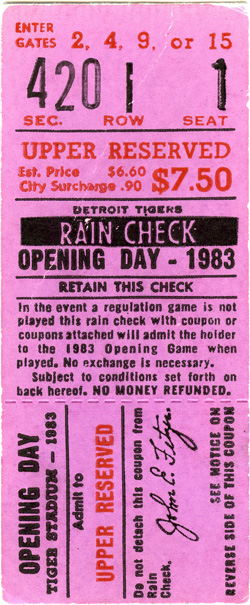 ENTER
GATES 2, 4, 9, or 15
420 I 1
SEC. ROW SEAT
UPPER RESERVED
Est. Price $6.60
City Surcharge .90 $7.50
DETROIT TIGERS
RAIN CHECK
OPENING DAY - 1983
RETAIN THIS CHECK
In the event a regulation game is not
played this rain check with coupon or
coupons attached will admit the holder
to the 1983 Opening Game when
played. No exchange is necessary.
Subject to conditions set forth on
back hereof. NO MONEY REFUNDED.
OPENING DAY
TIGER STADIUM - 1983
Admit to
UPPER RESERVED
Do not detach this coupon from
Rain
Check.
John E. Fetzer
SEE NOTICE ON
REVERSE SIDE OF THIS COUPON